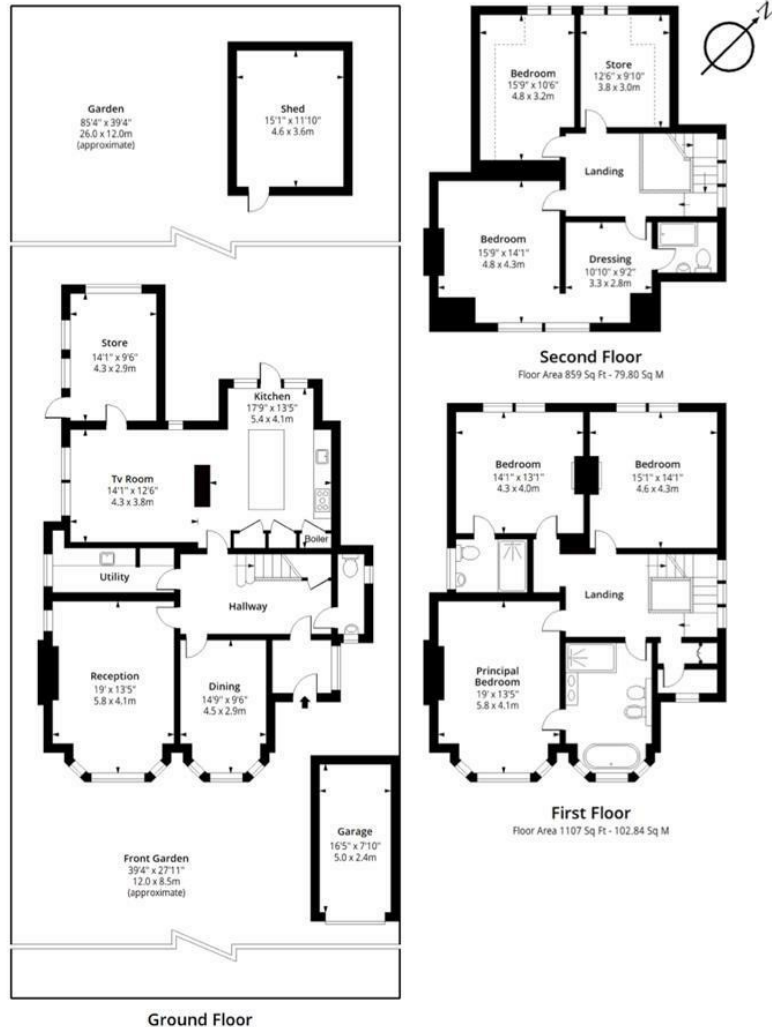 Garden
85'4" x 39'4"
26.0 x 12.0m
(approximate)
Shed
15'1" x 11'10"
4.6 x 3.6m
Store
14'1" x 9'6"
4.3 x 2.9m
Kitchen
17'9" x 13'5"
5.4 x 4.1m
Tv Room
14'1" x 12'6"
4.3 x 3.8m
Boiler
Utility
Hallway
Reception
19' x 13'5"
5.8 x 4.1m
Dining
14'9" x 9'6"
4.5 x 2.9m
Garage
16'5" x 7'10"
5.0 x 2.4m
Front Garden
39'4" x 27'11"
12.0 x 8.5m
(approximate)
Ground Floor
N
Bedroom
15'9" x 10'6"
4.8 x 3.2m
Store
12'6" x 9'10"
3.8 x 3.0m
Landing
Bedroom
15'9" x 14'1"
4.8 x 4.3m
Dressing
10'10" x 9'2"
3.3 x 2.8m
Second Floor
Floor Area 859 Sq Ft - 79.80 Sq M
Bedroom
14'1" x 13'1"
4.3 x 4.0m
Bedroom
15'1" x 14'1"
4.6 x 4.3m
Landing
Principal
Bedroom
19' x 13'5"
5.8 x 4.1m
First Floor
Floor Area 1107 Sq Ft - 102.84 Sq M